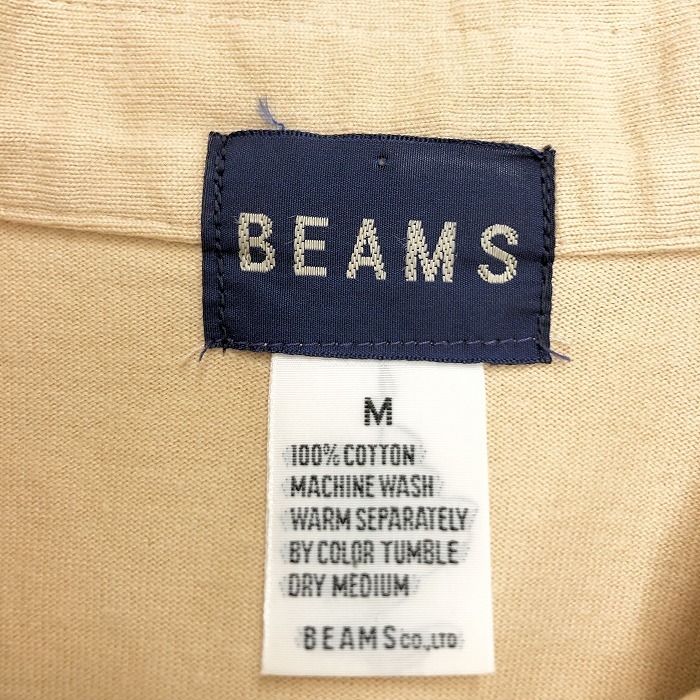 BEAMS
M
100% COTTON
MACHINE WASH
WARM SEPARATELY
BY COLOR TUMBLE
DRY MEDIUM
BEAMS CO.,LTD